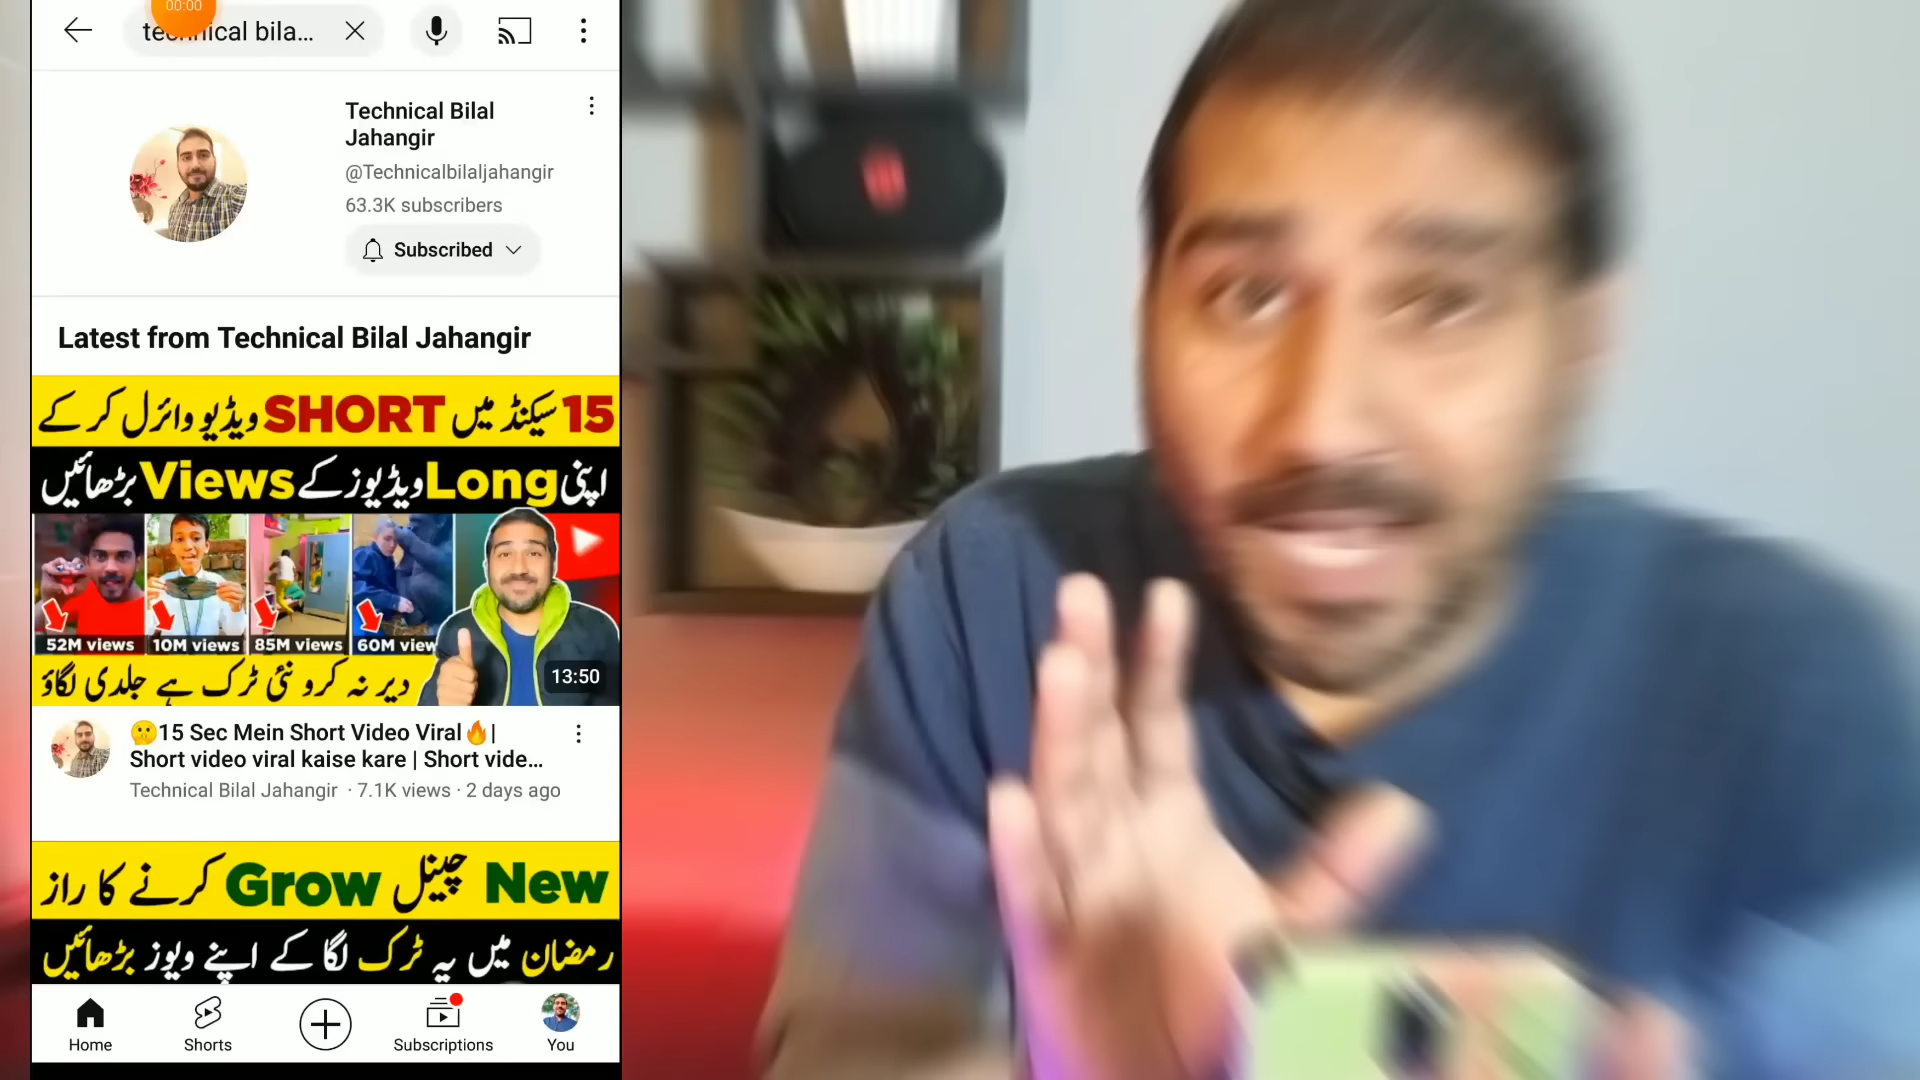 00:00
technical bila...
Technical Bilal
Jahangir
@Technicalbilaljahangir
63.3K subscribers
Subscribed
Latest from Technical Bilal Jahangir
15 سیکنڈ میں SHORT ویڈیو وائرل کر کے
اپنی Long ویڈیوز کے Views بڑھائیں
52M views
10M views
85M views
60M view
دیر نہ کرو نئی ٹرک ہے جلدی لگاؤ
13:50
🤫15 Sec Mein Short Video Viral🔥|
Short video viral kaise kare | Short vide...
Technical Bilal Jahangir · 7.1K views · 2 days ago
New چینل Grow کرنے کا راز
رمضان میں یہ ٹرک لگا کے اپنے ویوز بڑھائیں
Home
Shorts
Subscriptions
You